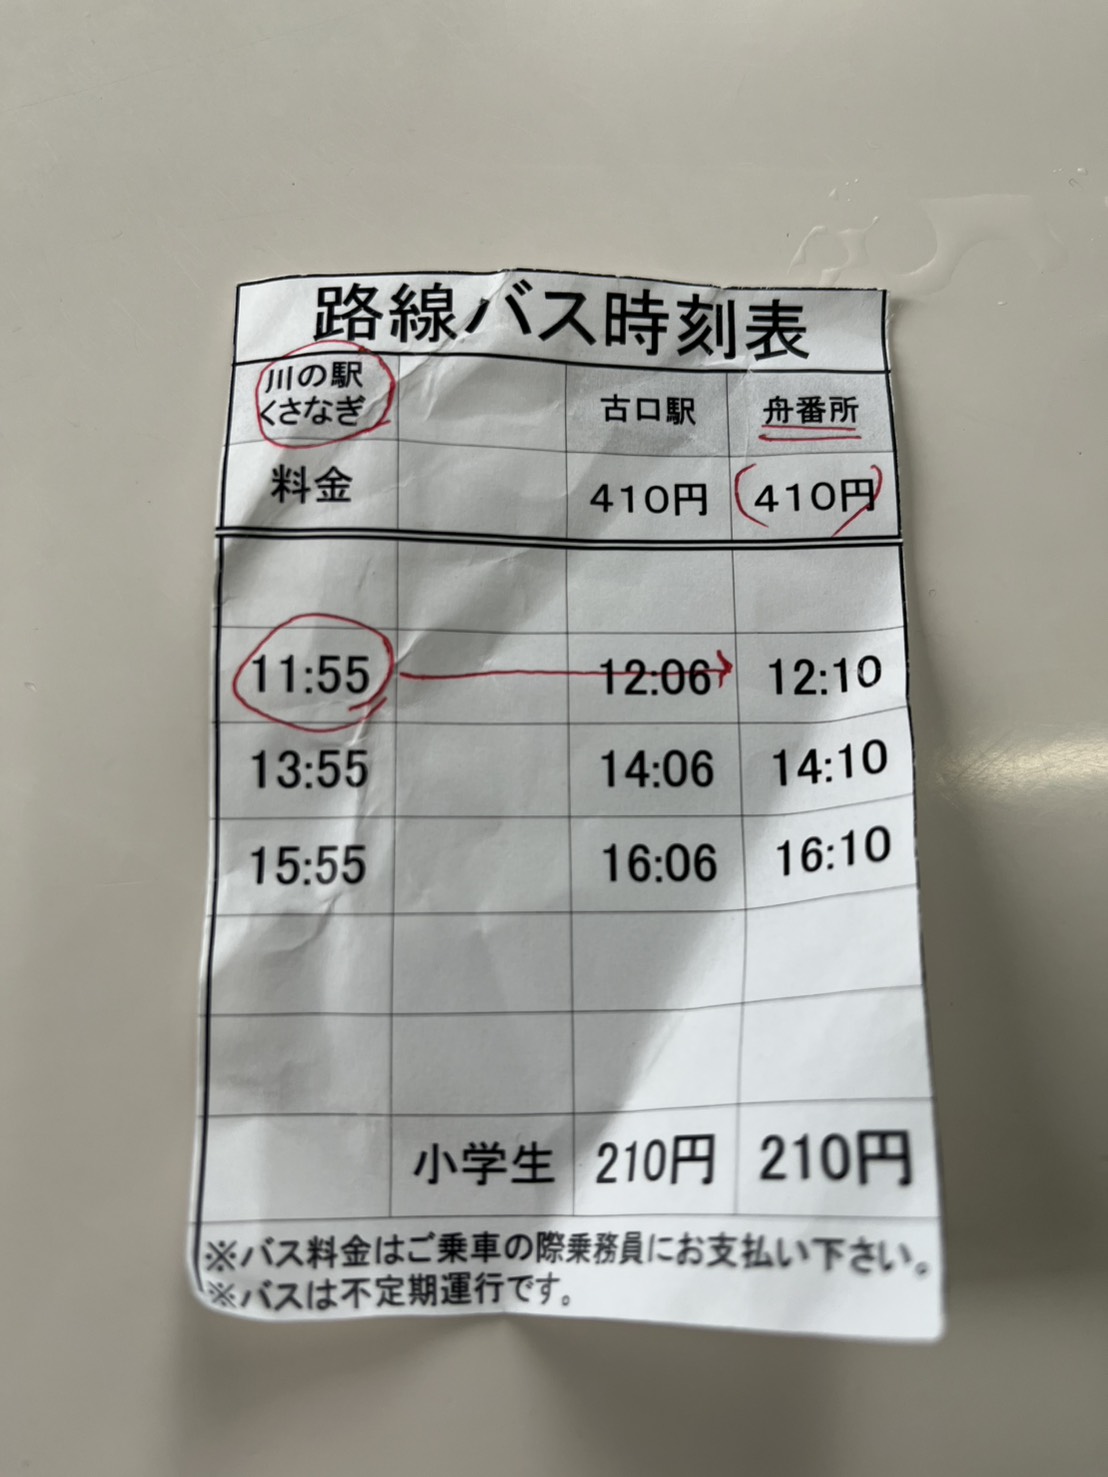 路線バス時刻表
川の駅
くさなぎ
古口駅 舟番所
料金 410円 410円
11:55 12:06 12:10
13:55 14:06 14:10
15:55 16:06 16:10
小学生 210円 210円
※バス料金はご乗車の際乗務員にお支払い下さい。
※バスは不定期運行です。